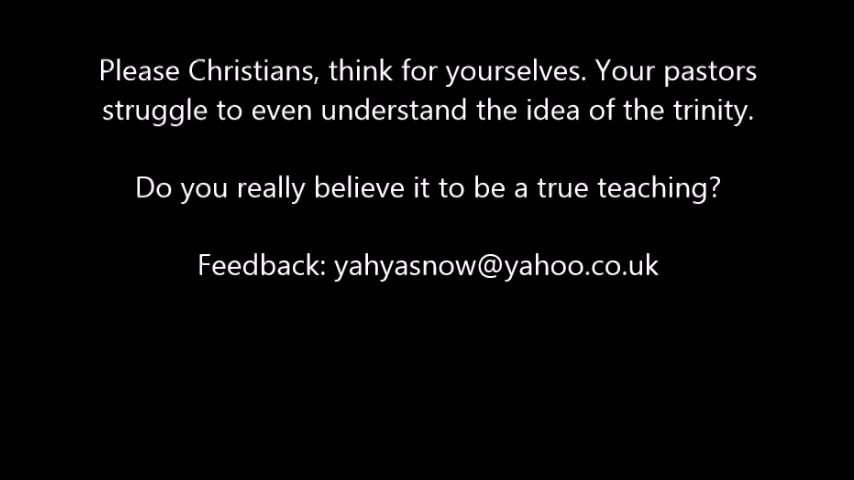 Please Christians, think for yourselves. Your pastors
struggle to even understand the idea of the trinity.
Do you really believe it to be a true teaching?
Feedback: yahyasnow@yahoo.co.uk